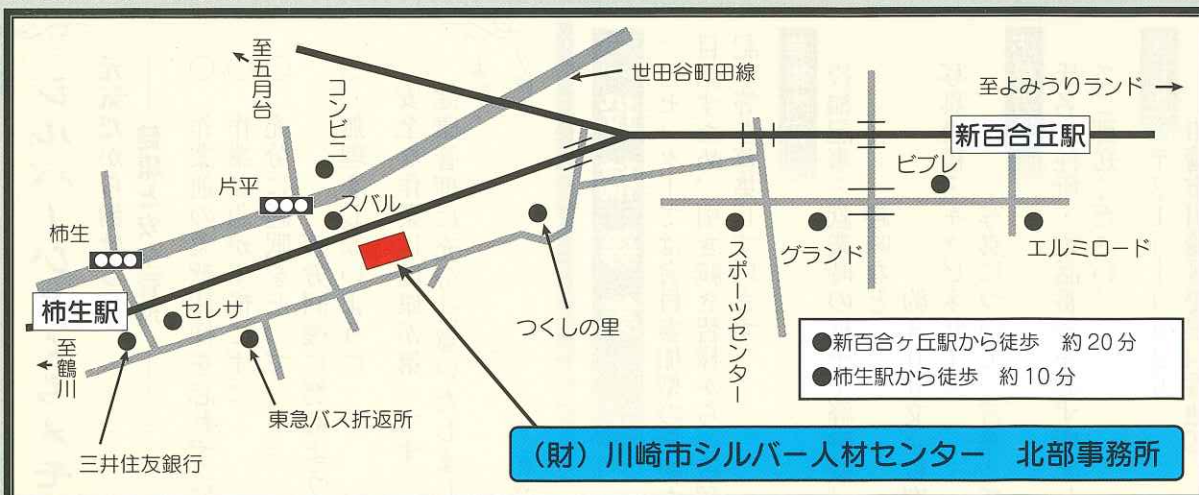 至五月台
コンビニ
世田谷町田線
至よみうりランド
新百合丘駅
ビブレ
片平
スバル
柿生
エルミロード
グランド
スポーツセンター
柿生駅
セレサ
つくしの里
至鶴川
●新百合ヶ丘駅から徒歩 約20分
●柿生駅から徒歩 約10分
東急バス折返所
三井住友銀行
(財)川崎市シルバー人材センター 北部事務所